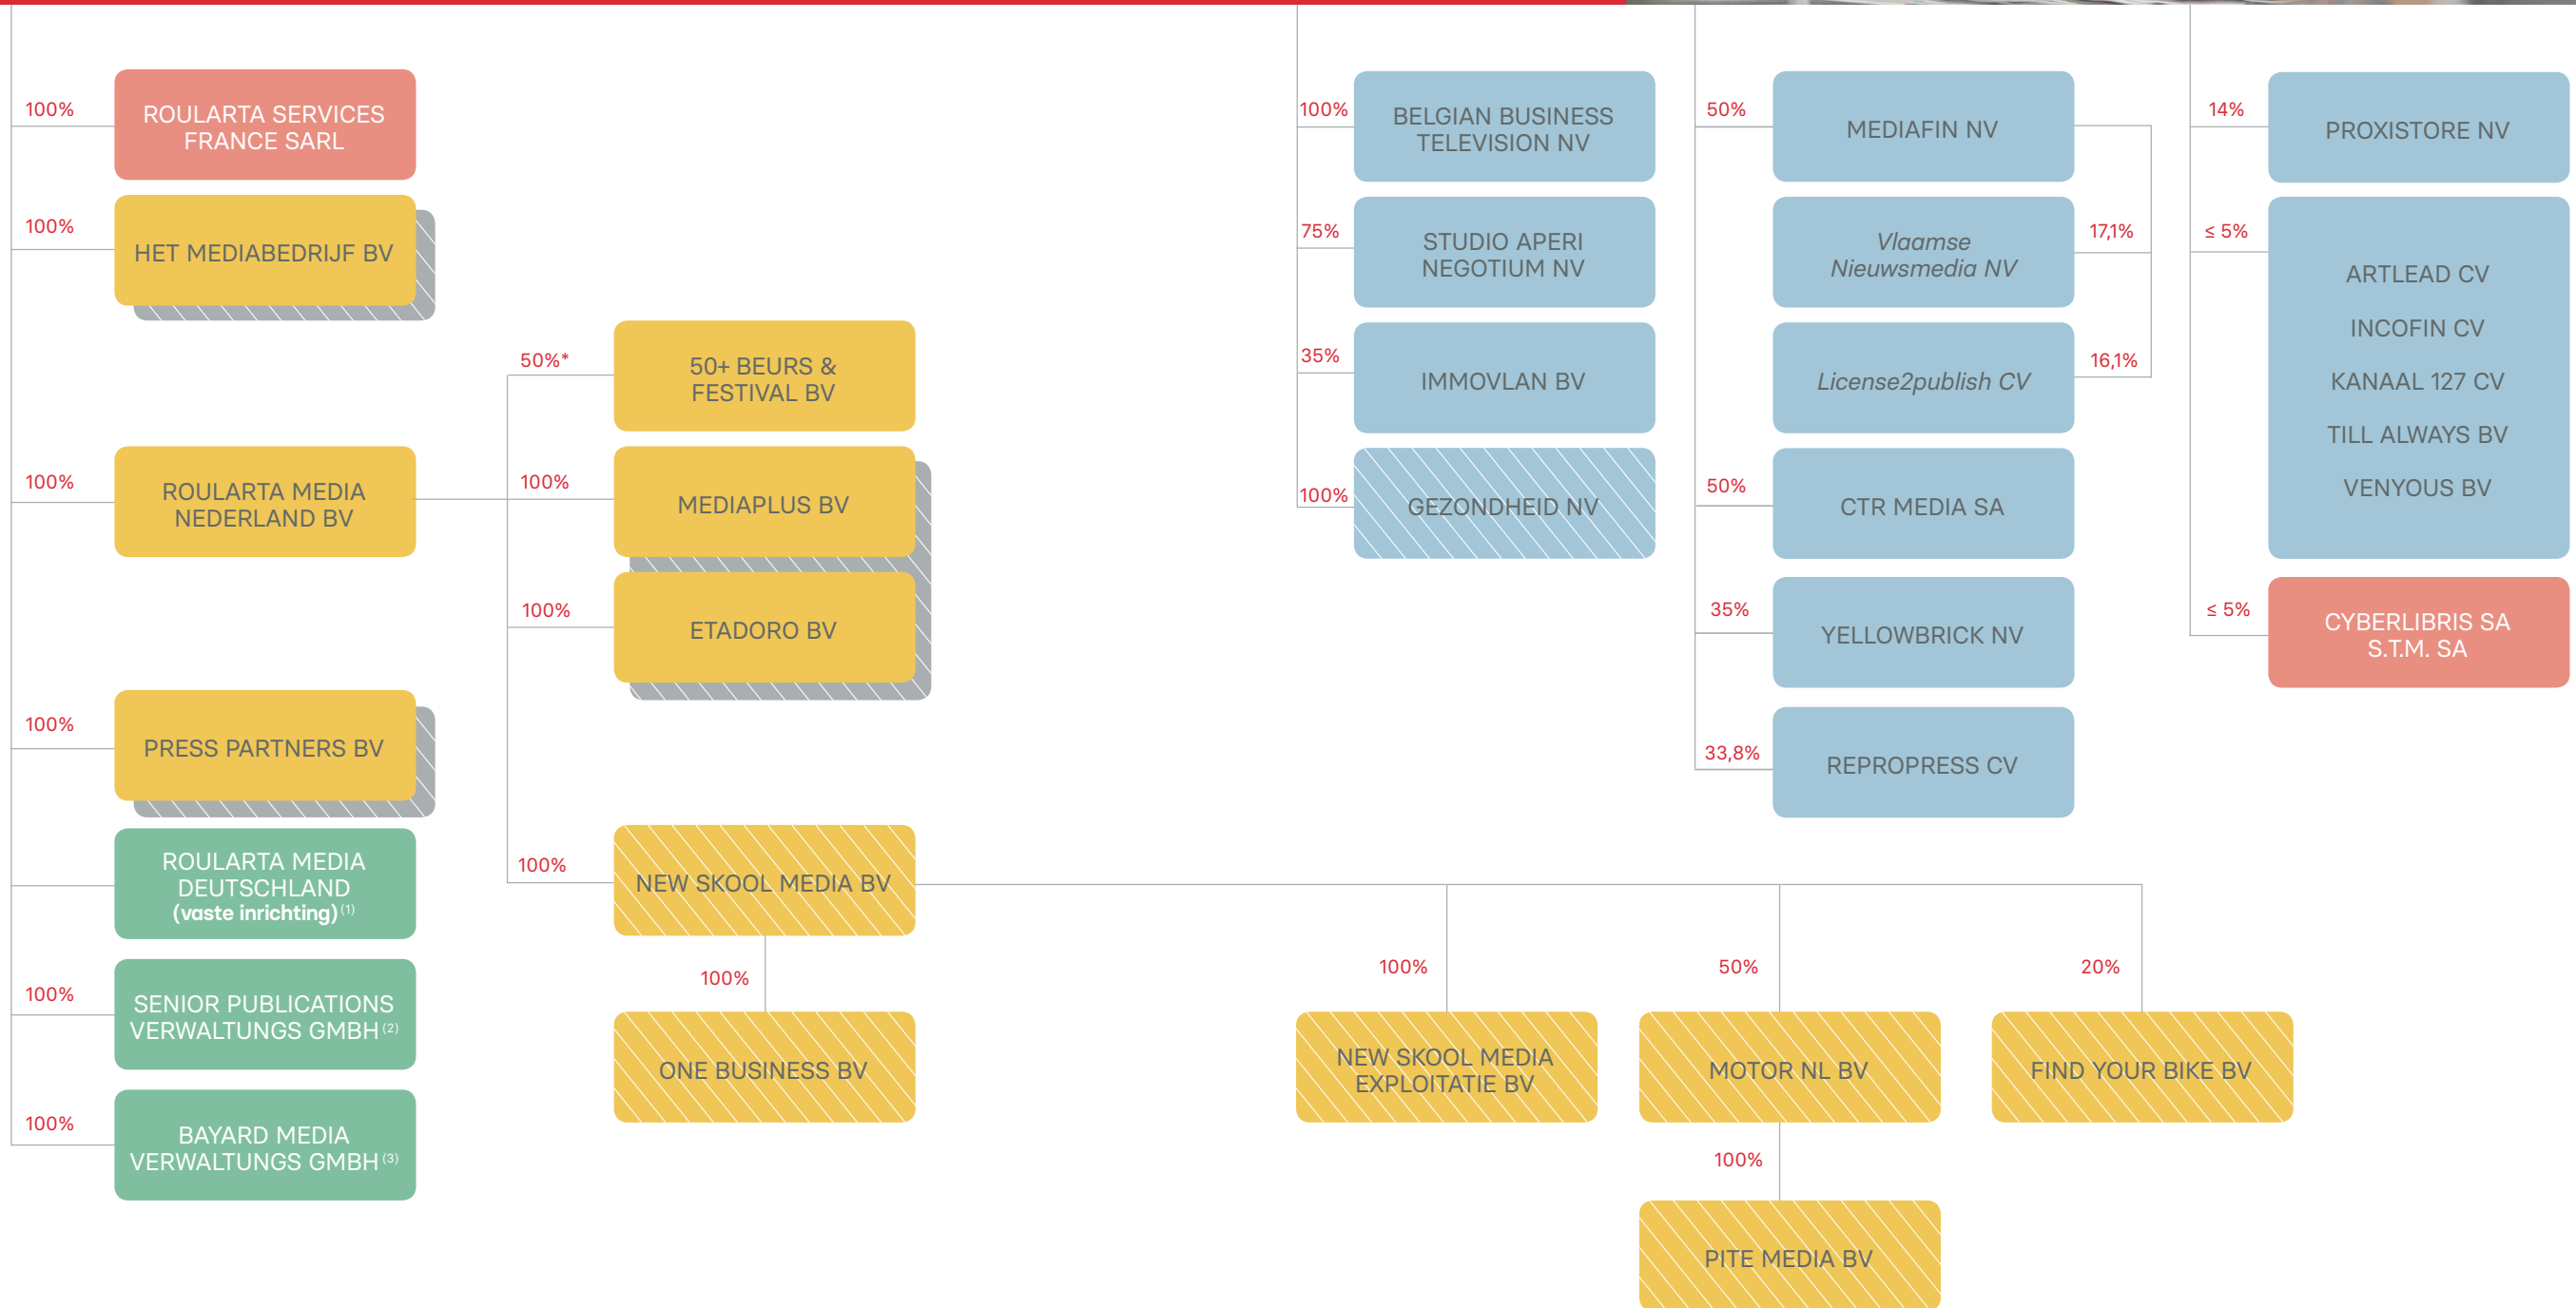 100%
ROULARTA SERVICES
FRANCE SARL
100%
HET MEDIABEDRIJF BV
100%
ROULARTA MEDIA
NEDERLAND BV
100%
PRESS PARTNERS BV
ROULARTA MEDIA
DEUTSCHLAND
(vaste inrichting) (1)
100%
SENIOR PUBLICATIONS
VERWALTUNGS GMBH (2)
100%
BAYARD MEDIA
VERWALTUNGS GMBH (3)
50%*
50+ BEURS &
FESTIVAL BV
100%
MEDIAPLUS BV
100%
ETADORO BV
100%
NEW SKOOL MEDIA BV
100%
ONE BUSINESS BV
100%
BELGIAN BUSINESS
TELEVISION NV
75%
STUDIO APERI
NEGOTIUM NV
35%
IMMOVLAN BV
100%
GEZONDHEID NV
50%
MEDIAFIN NV
Vlaamse
Nieuwsmedia NV
17,1%
License2publish CV
16,1%
50%
CTR MEDIA SA
35%
YELLOWBRICK NV
33,8%
REPROPRESS CV
14%
PROXISTORE NV
≤ 5%
ARTLEAD CV
INCOFIN CV
KANAAL 127 CV
TILL ALWAYS BV
VENYOUS BV
≤ 5%
CYBERLIBRIS SA
S.T.M. SA
100%
NEW SKOOL MEDIA
EXPLOITATIE BV
50%
MOTOR NL BV
20%
FIND YOUR BIKE BV
100%
PITE MEDIA BV